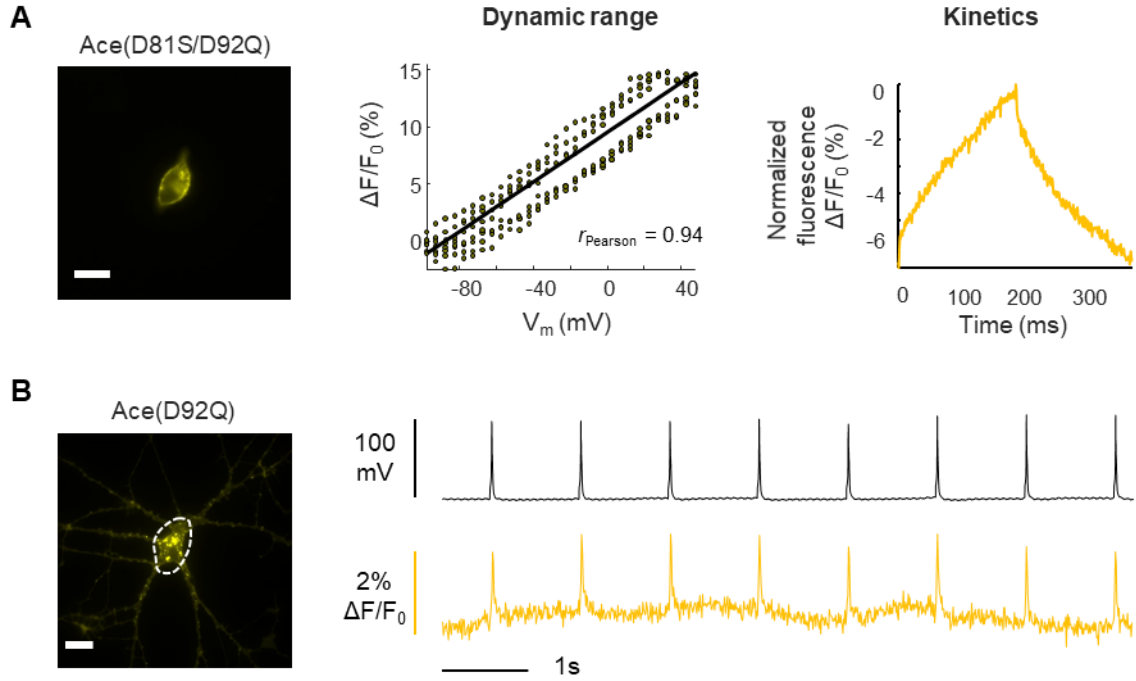 A
Ace(D81S/D92Q)
Dynamic range
15
10
5
0
ΔF/F₀ (%)
-80
-40
0
40
Vₘ (mV)
r_Pearson = 0.94
Kinetics
Normalized
fluorescence
ΔF/F₀ (%)
0
-2
-4
-6
0
100
200
300
Time (ms)
B
Ace(D92Q)
100
mV
2%
ΔF/F₀
1s